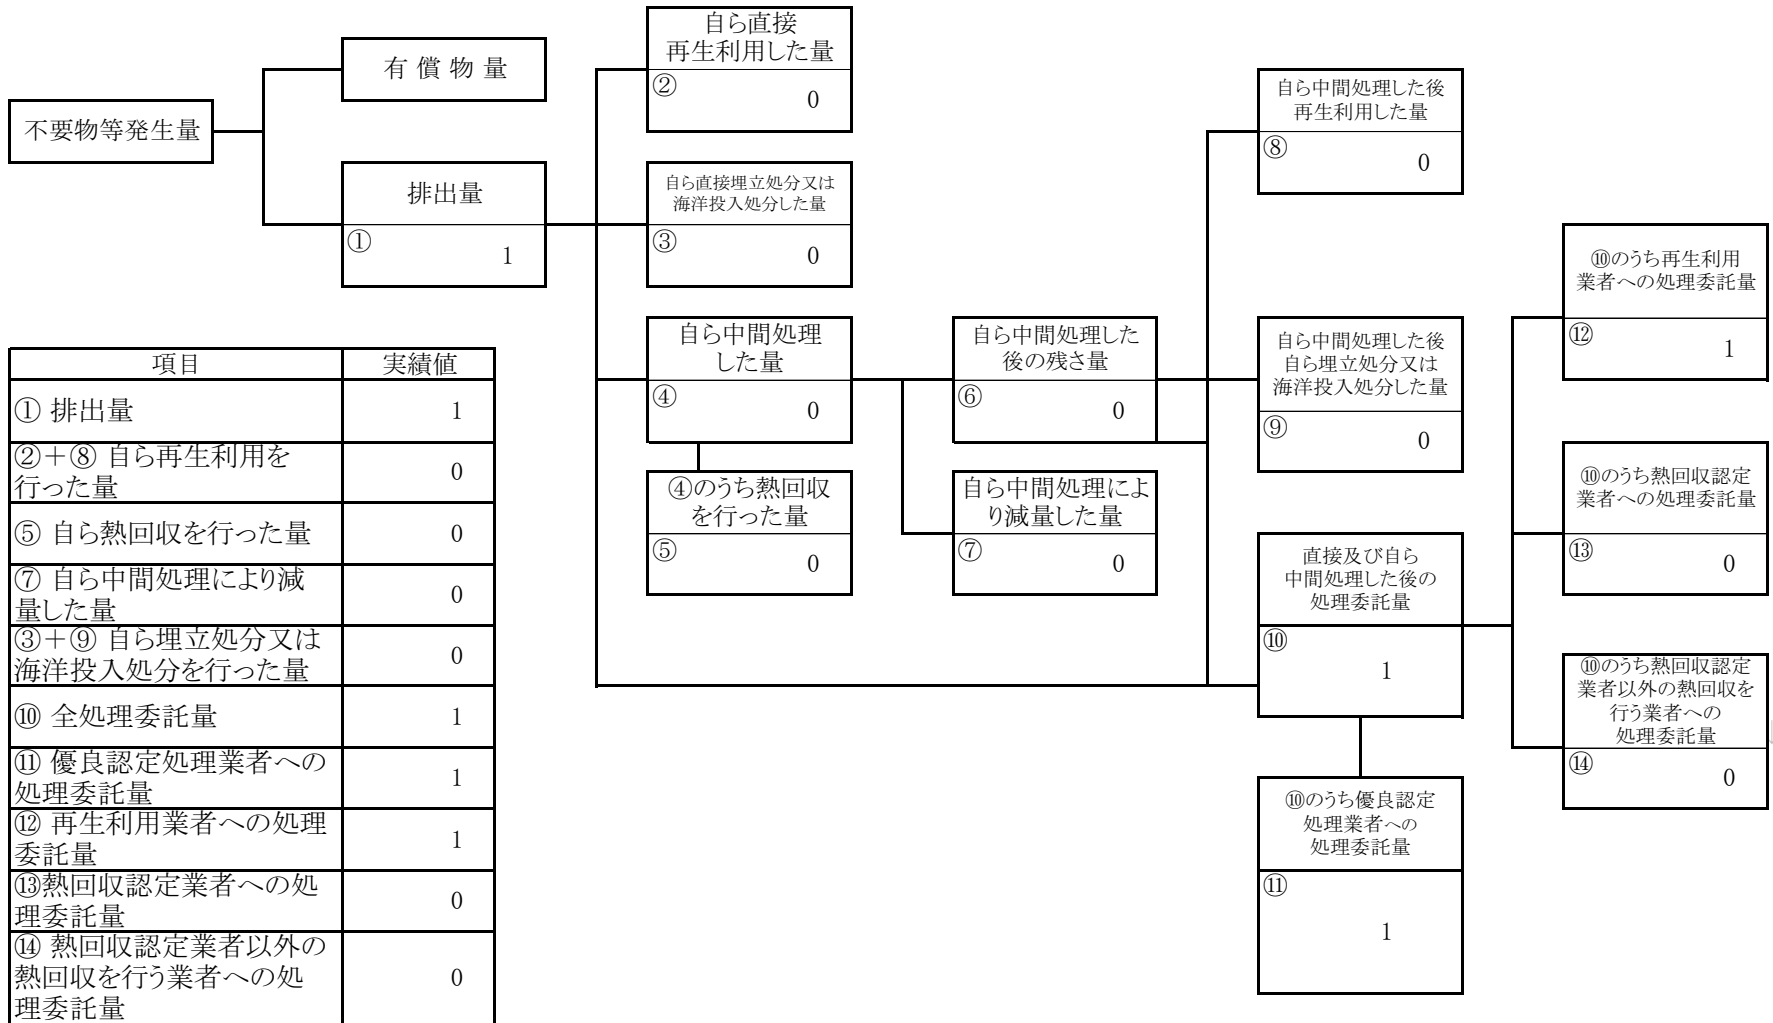 不要物等発生量
有 償 物 量
排出量
①
1
自ら直接
再生利用した量
②
0
自ら直接埋立処分又は
海洋投入処分した量
③
0
自ら中間処理
した量
④
0
④のうち熱回収
を行った量
⑤
0
自ら中間処理した
後の残さ量
⑥
0
自ら中間処理によ
り減量した量
⑦
0
自ら中間処理した後
再生利用した量
⑧
0
自ら中間処理した後
自ら埋立処分又は
海洋投入処分した量
⑨
0
直接及び自ら
中間処理した後の
処理委託量
⑩
1
⑩のうち優良認定
処理業者への
処理委託量
⑪
1
⑩のうち再生利用
業者への処理委託量
⑫
1
⑩のうち熱回収認定
業者への処理委託量
⑬
0
⑩のうち熱回収認定
業者以外の熱回収を
行う業者への
処理委託量
⑭
0
項目 実績値
① 排出量 1
②＋⑧ 自ら再生利用を
行った量 0
⑤ 自ら熱回収を行った量 0
⑦ 自ら中間処理により減
量した量 0
③＋⑨ 自ら埋立処分又は
海洋投入処分を行った量 0
⑩ 全処理委託量 1
⑪ 優良認定処理業者への
処理委託量 1
⑫ 再生利用業者への処理
委託量 1
⑬熱回収認定業者への処
理委託量 0
⑭ 熱回収認定業者以外の
熱回収を行う業者への処
理委託量 0